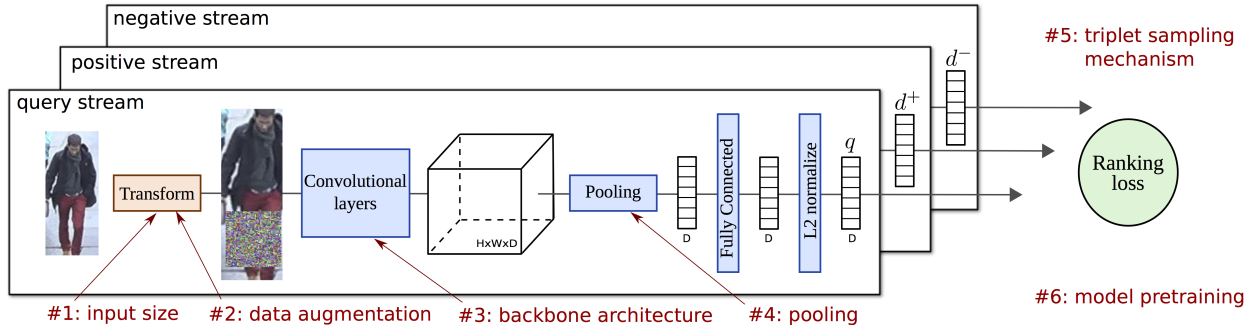 negative stream
positive stream
query stream
Transform
Convolutional
layers
HxWxD
Pooling
D
Fully Connected
D
L2 normalize
q
D
d+
d−
Ranking
loss
#1: input size
#2: data augmentation
#3: backbone architecture
#4: pooling
#5: triplet sampling
mechanism
#6: model pretraining